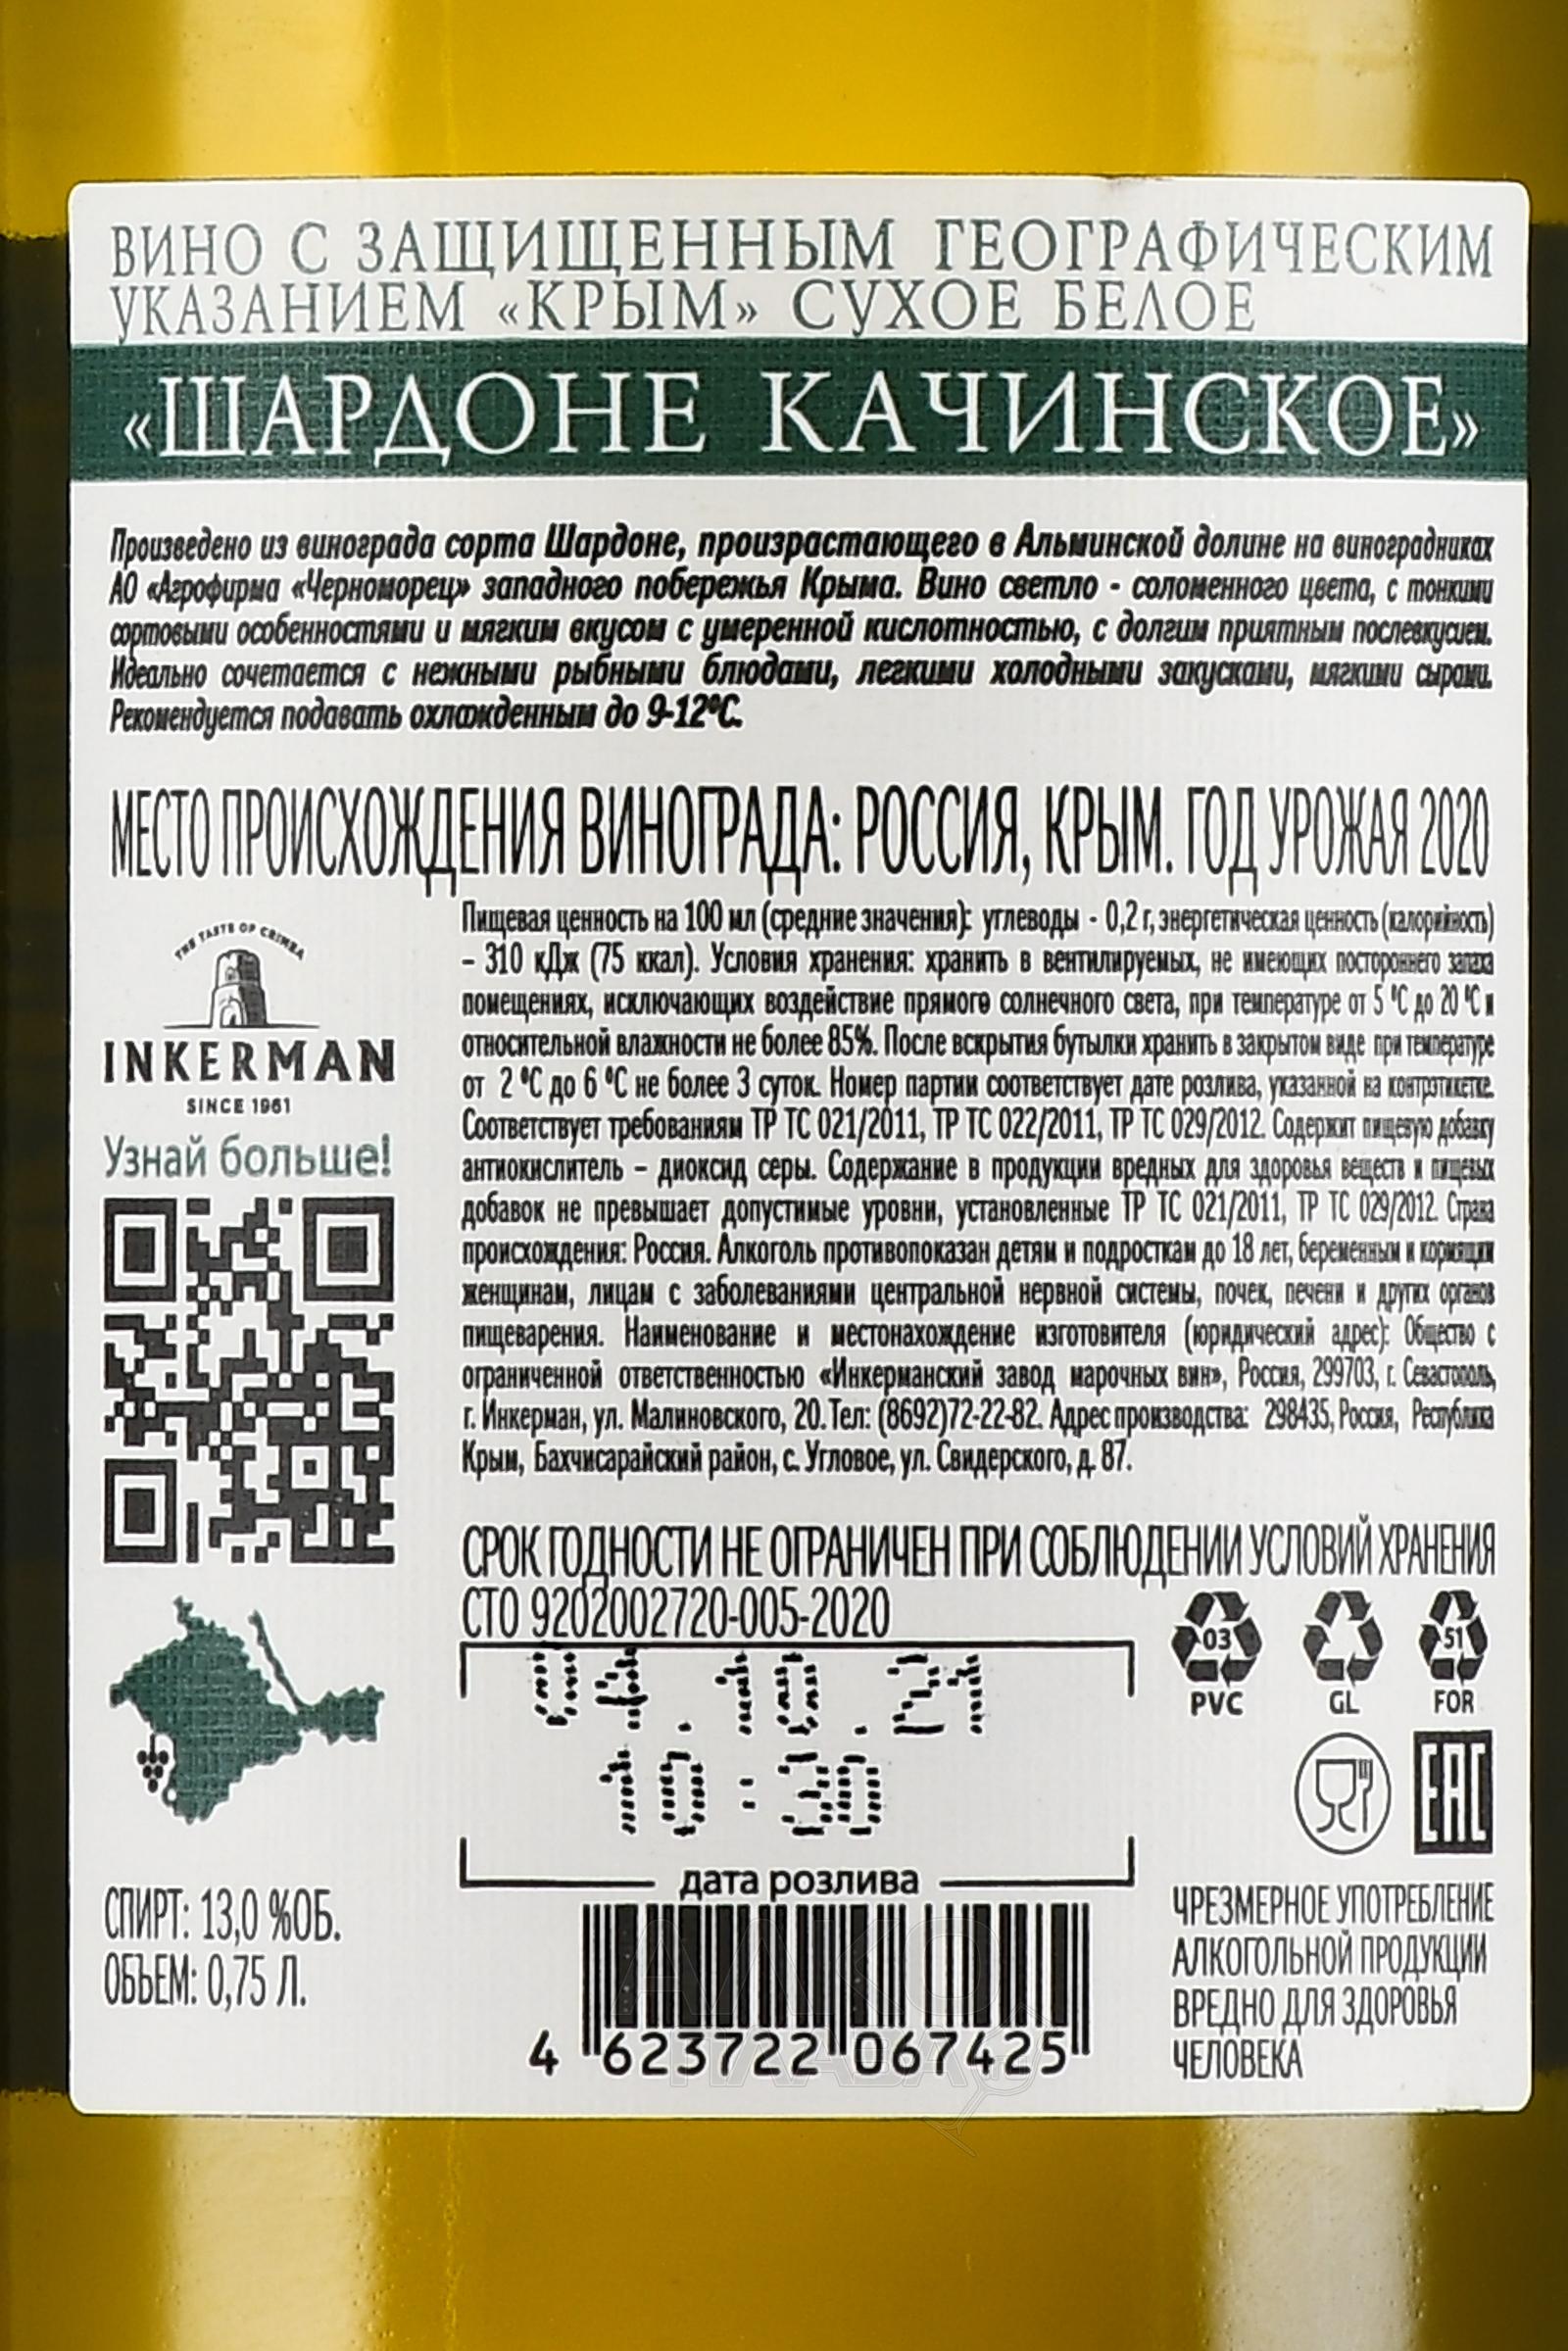 ВИНО С ЗАЩИЩЕННЫМ ГЕОГРАФИЧЕСКИМ
УКАЗАНИЕМ «КРЫМ» СУХОЕ БЕЛОЕ
«ШАРДОНЕ КАЧИНСКОЕ»
Произведено из винограда сорта Шардоне, произрастающего в Альминской долине на виноградниках
АО «Агрофирма «Черноморец» западного побережья Крыма. Вино светло - соломенного цвета, с тонкими
сортовыми особенностями и мягким вкусом с умеренной кислотностью, с долгим приятным послевкусием.
Идеально сочетается с нежными рыбными блюдами, легкими холодными закусками, мягкими сырами.
Рекомендуется подавать охлажденным до 9-12°С.
МЕСТО ПРОИСХОЖДЕНИЯ ВИНОГРАДА: РОССИЯ, КРЫМ. ГОД УРОЖАЯ 2020
THE TASTE OF CRIMEA
INKERMAN
SINCE 1961
Узнай больше!
Пищевая ценность на 100 мл (средние значения): углеводы - 0,2 г, энергетическая ценность (калорийность)
– 310 кДж (75 ккал). Условия хранения: хранить в вентилируемых, не имеющих постороннего запаха
помещениях, исключающих воздействие прямого солнечного света, при температуре от 5 °С до 20 °С и
относительной влажности не более 85%. После вскрытия бутылки хранить в закрытом виде при температуре
от 2 °С до 6 °С не более 3 суток. Номер партии соответствует дате розлива, указанной на контрэтикетке.
Соответствует требованиям ТР ТС 021/2011, ТР ТС 022/2011, ТР ТС 029/2012. Содержит пищевую добавку
антиокислитель – диоксид серы. Содержание в продукции вредных для здоровья веществ и пищевых
добавок не превышает допустимые уровни, установленные ТР ТС 021/2011, ТР ТС 029/2012. Страна
происхождения: Россия. Алкоголь противопоказан детям и подросткам до 18 лет, беременным и кормящим
женщинам, лицам с заболеваниями центральной нервной системы, почек, печени и других органов
пищеварения. Наименование и местонахождение изготовителя (юридический адрес): Общество с
ограниченной ответственностью «Инкерманский завод марочных вин», Россия, 299703, г. Севастополь,
г. Инкерман, ул. Малиновского, 20. Тел: (8692)72-22-82. Адрес производства: 298435, Россия, Республика
Крым, Бахчисарайский район, с. Угловое, ул. Свидерского, д. 87.
СРОК ГОДНОСТИ НЕ ОГРАНИЧЕН ПРИ СОБЛЮДЕНИИ УСЛОВИЙ ХРАНЕНИЯ
СТО 9202002720-005-2020
04.10.21
10:30
дата розлива
03 51
PVC GL FOR
EAC
СПИРТ: 13,0 %ОБ.
ОБЪЕМ: 0,75 Л.
4 623722 067425
ЧРЕЗМЕРНОЕ УПОТРЕБЛЕНИЕ
АЛКОГОЛЬНОЙ ПРОДУКЦИИ
ВРЕДНО ДЛЯ ЗДОРОВЬЯ
ЧЕЛОВЕКА
АЛКО
ПЛАВА